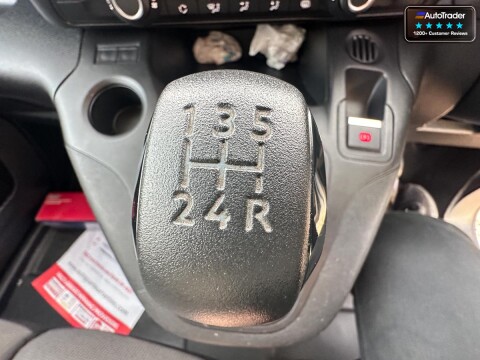 AutoTrader
1200+ Customer Reviews
1 3 5
2 4 R